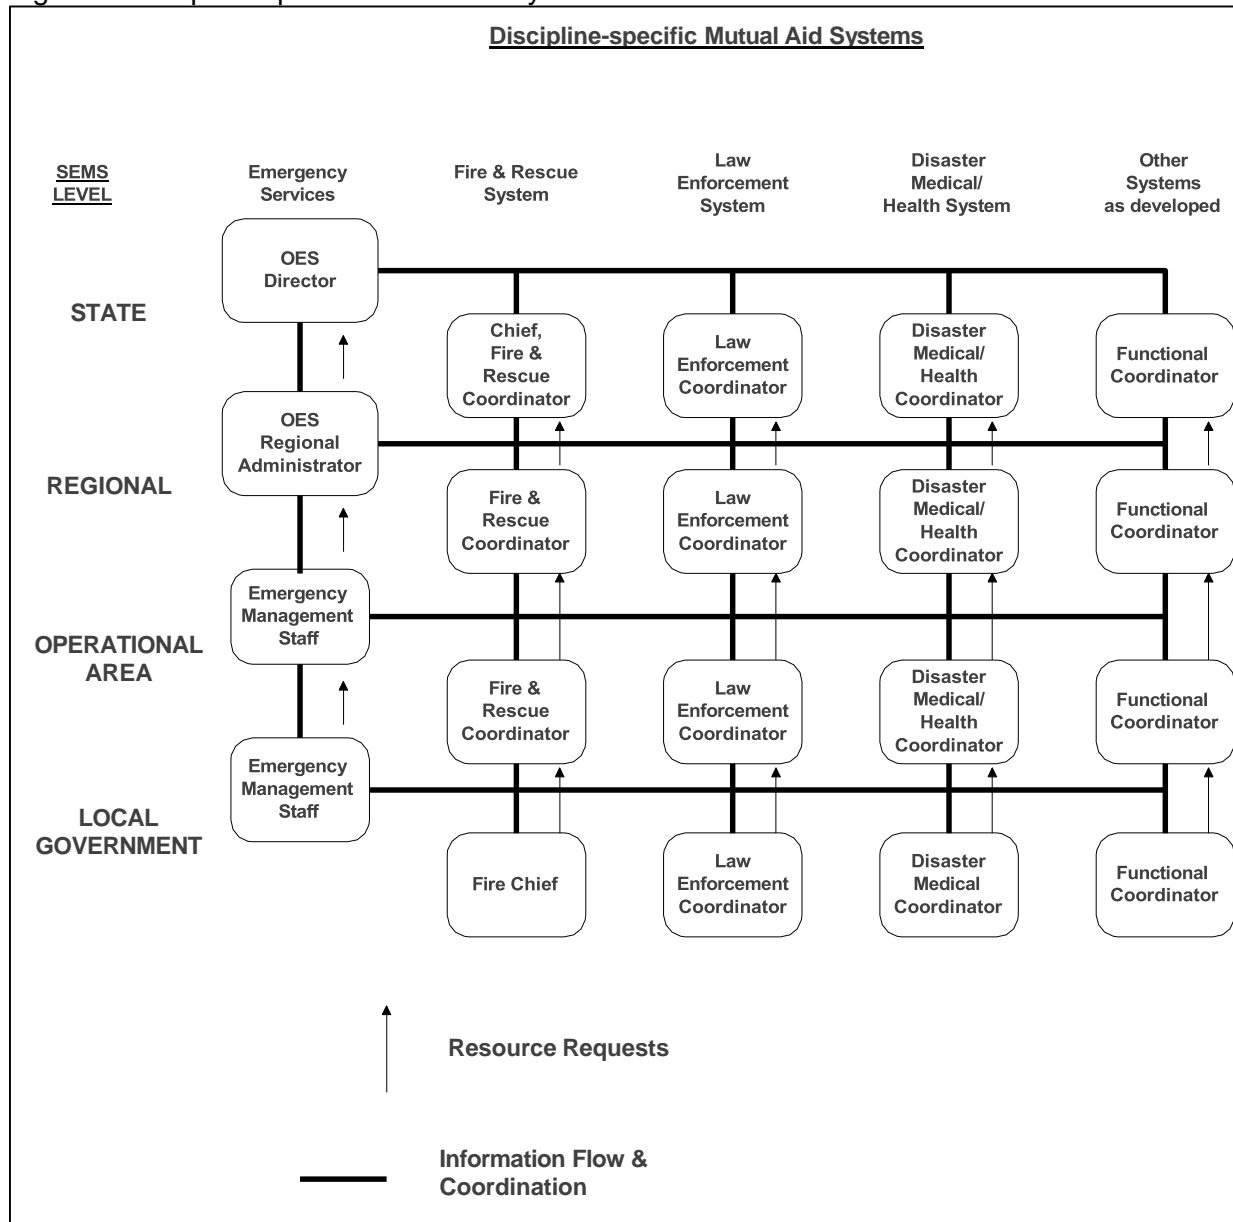 Discipline-specific Mutual Aid Systems
SEMS
LEVEL
Emergency
Services
Fire & Rescue
System
Law
Enforcement
System
Disaster
Medical/
Health System
Other
Systems
as developed
STATE
OES
Director
Chief,
Fire &
Rescue
Coordinator
Law
Enforcement
Coordinator
Disaster
Medical/
Health
Coordinator
Functional
Coordinator
REGIONAL
OES
Regional
Administrator
Fire &
Rescue
Coordinator
Law
Enforcement
Coordinator
Disaster
Medical/
Health
Coordinator
Functional
Coordinator
OPERATIONAL
AREA
Emergency
Management
Staff
Fire &
Rescue
Coordinator
Law
Enforcement
Coordinator
Disaster
Medical/
Health
Coordinator
Functional
Coordinator
LOCAL
GOVERNMENT
Emergency
Management
Staff
Fire Chief
Law
Enforcement
Coordinator
Disaster
Medical
Coordinator
Functional
Coordinator
Resource Requests
Information Flow &
Coordination